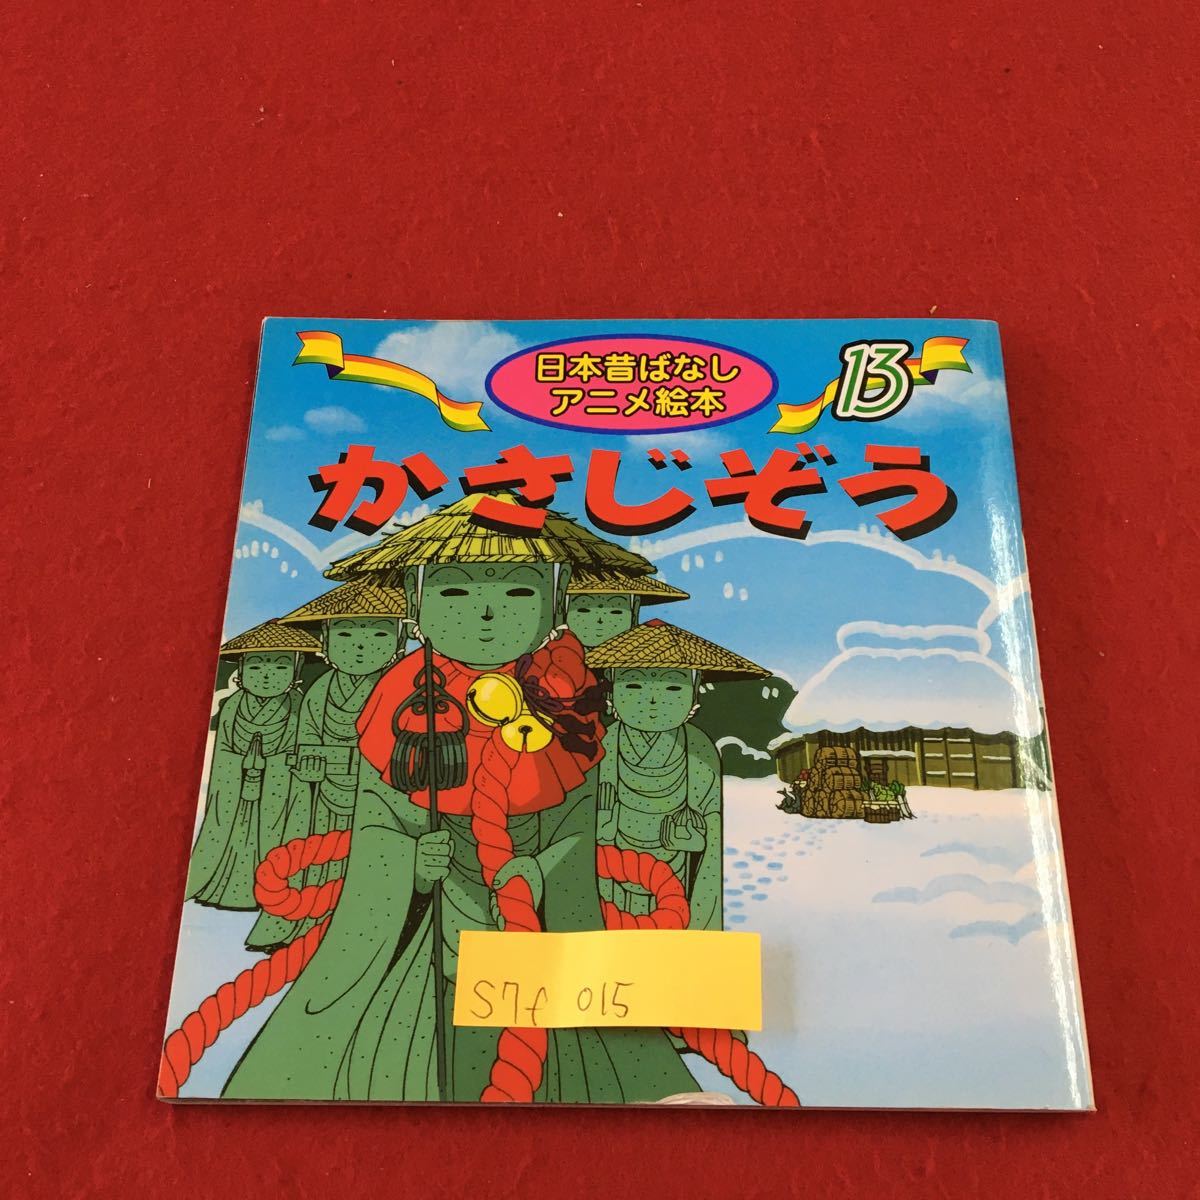 日本昔ばなし
アニメ絵本
13
かさじぞう
S7f 015